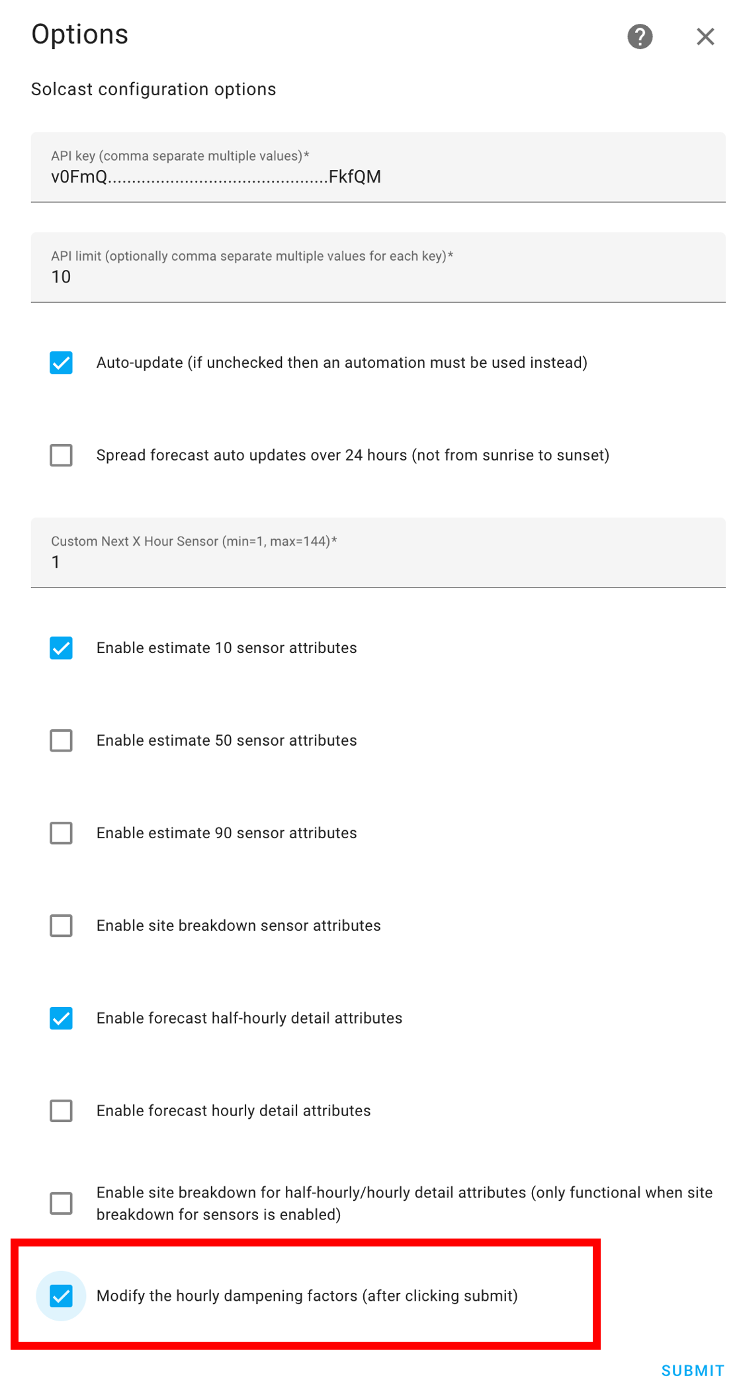 Options
Solcast configuration options
API key (comma separate multiple values)*
v0FmQ..............................................FkfQM
API limit (optionally comma separate multiple values for each key)*
10
Auto-update (if unchecked then an automation must be used instead)
Spread forecast auto updates over 24 hours (not from sunrise to sunset)
Custom Next X Hour Sensor (min=1, max=144)*
1
Enable estimate 10 sensor attributes
Enable estimate 50 sensor attributes
Enable estimate 90 sensor attributes
Enable site breakdown sensor attributes
Enable forecast half-hourly detail attributes
Enable forecast hourly detail attributes
Enable site breakdown for half-hourly/hourly detail attributes (only functional when site
breakdown for sensors is enabled)
Modify the hourly dampening factors (after clicking submit)
SUBMIT